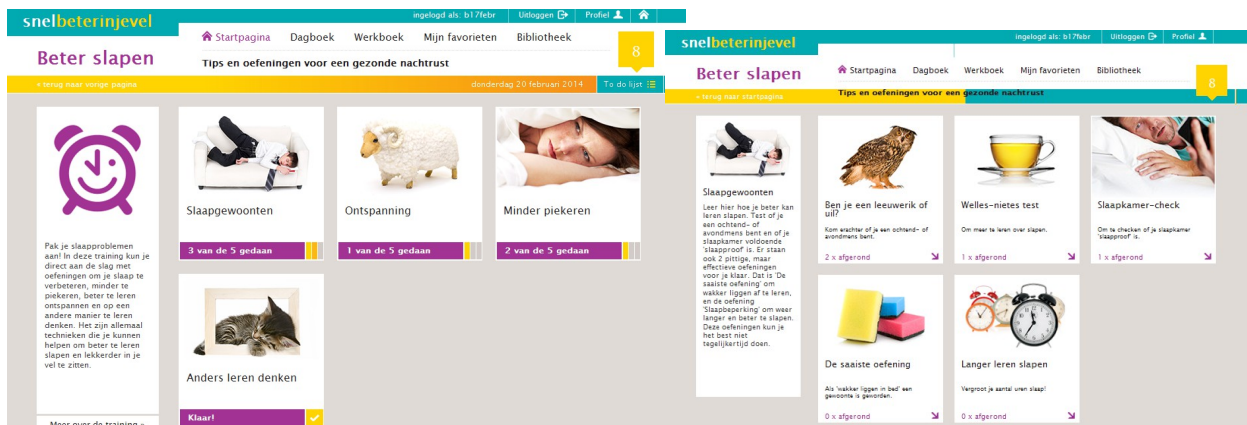 snelbeterinjevel
ingelogd als: b17febr
Uitloggen
Profiel
Beter slapen
Startpagina
Dagboek
Werkboek
Mijn favorieten
Bibliotheek
8
Tips en oefeningen voor een gezonde nachtrust
« terug naar vorige pagina
donderdag 20 februari 2014
To do lijst
Pak je slaapproblemen
aan! In deze training kun je
direct aan de slag met
oefeningen om je slaap te
verbeteren, minder te
piekeren, beter te leren
ontspannen en op een
andere manier te leren
denken. Het zijn allemaal
technieken die je kunnen
helpen om beter te leren
slapen en lekkerder in je
vel te zitten.
Meer over de training »
Slaapgewoonten
3 van de 5 gedaan
Ontspanning
1 van de 5 gedaan
Minder piekeren
2 van de 5 gedaan
Anders leren denken
Klaar!
snelbeterinjevel
ingelogd als: b17febr
Uitloggen
Profiel
Beter slapen
Startpagina
Dagboek
Werkboek
Mijn favorieten
Bibliotheek
8
Tips en oefeningen voor een gezonde nachtrust
« terug naar startpagina
Slaapgewoonten
Leer hier hoe je beter kan
leren slapen. Test of je
een ochtend- of
avondmens bent en of je
slaapkamer voldoende
'slaapproof' is. Er staan
ook 2 pittige, maar
effectieve oefeningen
voor je klaar. Dat is 'De
saaiste oefening' om
wakker liggen af te leren,
en de oefening
'Slaapbeperking' om weer
langer en beter te slapen.
Deze oefeningen kun je
het best niet
tegelijkertijd doen.
Ben je een leeuwerik of
uil?
Kom erachter of je een ochtend- of
avondmens bent.
2 x afgerond
Welles-nietes test
Om meer te leren over slapen.
1 x afgerond
Slaapkamer-check
Om te checken of je slaapkamer
'slaapproof' is.
1 x afgerond
De saaiste oefening
Als 'wakker liggen in bed' een
gewoonte is geworden.
0 x afgerond
Langer leren slapen
Vergroot je aantal uren slaap!
0 x afgerond